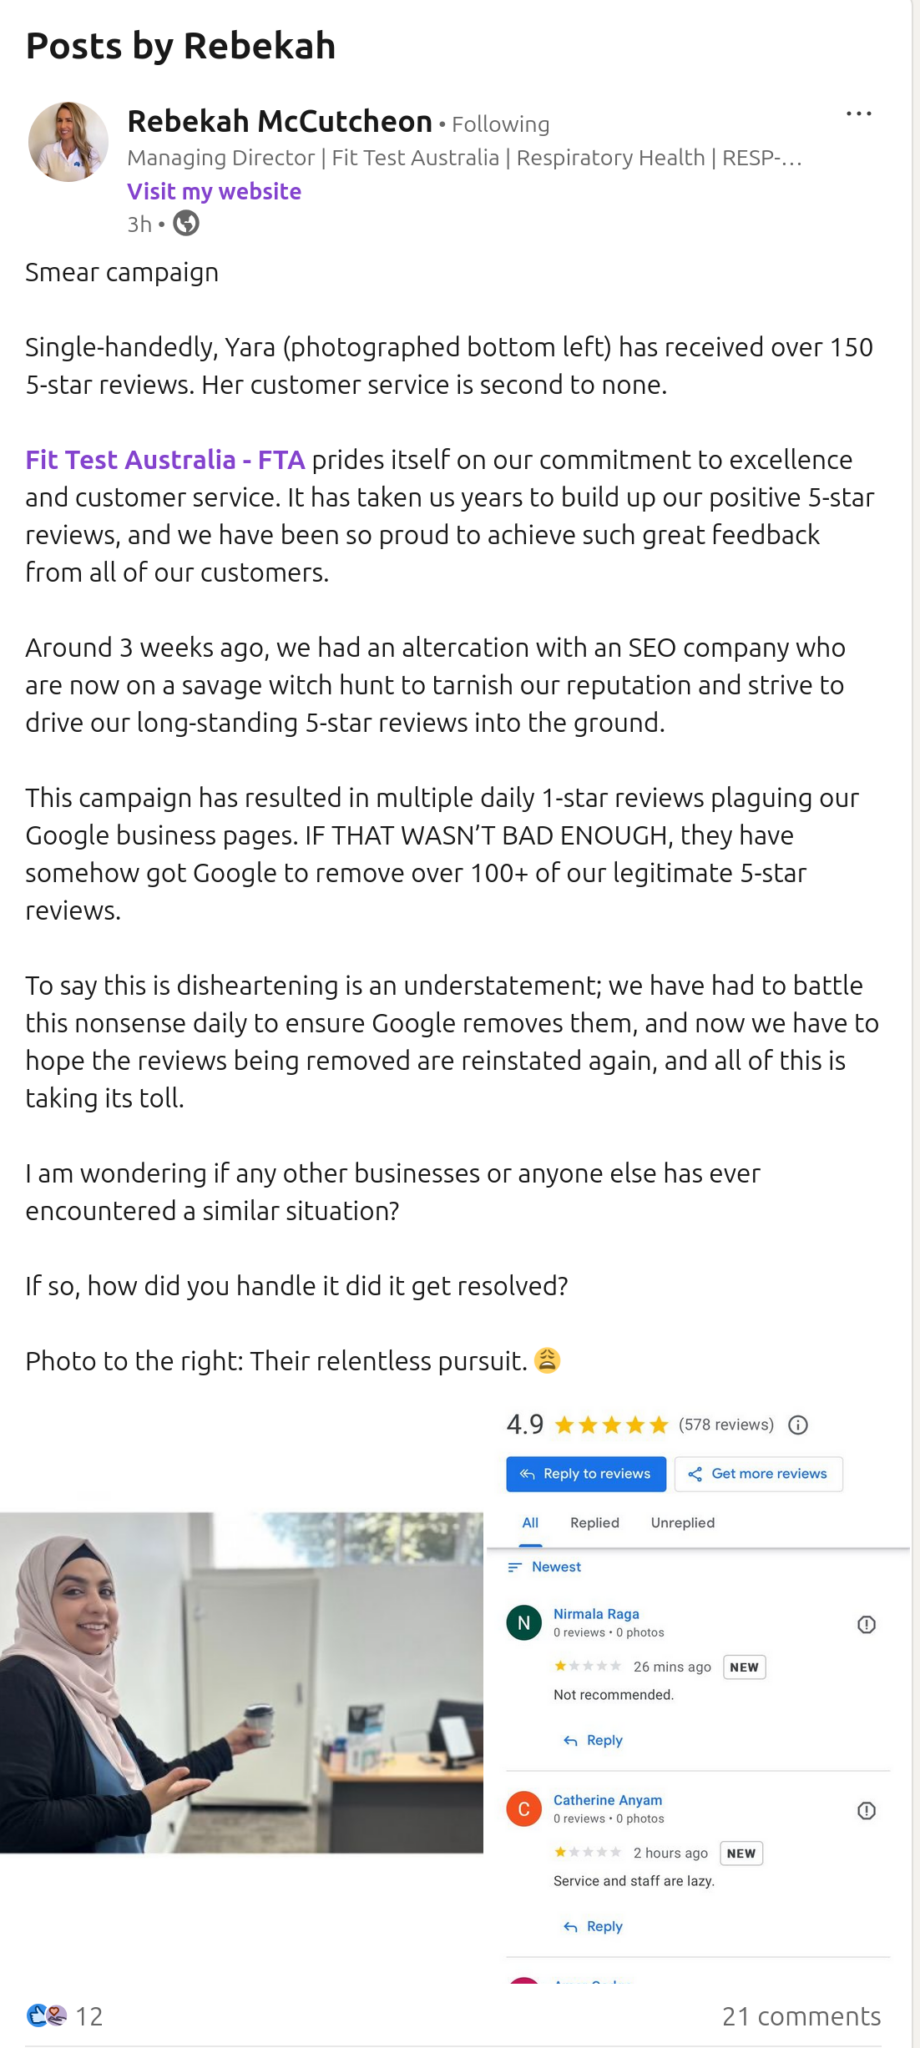 Posts by Rebekah
Rebekah McCutcheon • Following
Managing Director | Fit Test Australia | Respiratory Health | RESP-...
Visit my website
3h •
Smear campaign
Single-handedly, Yara (photographed bottom left) has received over 150
5-star reviews. Her customer service is second to none.
Fit Test Australia - FTA prides itself on our commitment to excellence
and customer service. It has taken us years to build up our positive 5-star
reviews, and we have been so proud to achieve such great feedback
from all of our customers.
Around 3 weeks ago, we had an altercation with an SEO company who
are now on a savage witch hunt to tarnish our reputation and strive to
drive our long-standing 5-star reviews into the ground.
This campaign has resulted in multiple daily 1-star reviews plaguing our
Google business pages. IF THAT WASN’T BAD ENOUGH, they have
somehow got Google to remove over 100+ of our legitimate 5-star
reviews.
To say this is disheartening is an understatement; we have had to battle
this nonsense daily to ensure Google removes them, and now we have to
hope the reviews being removed are reinstated again, and all of this is
taking its toll.
I am wondering if any other businesses or anyone else has ever
encountered a similar situation?
If so, how did you handle it did it get resolved?
Photo to the right: Their relentless pursuit. 😩
4.9 (578 reviews)
Reply to reviews
Get more reviews
All Replied Unreplied
Newest
N
Nirmala Raga
0 reviews • 0 photos
26 mins ago NEW
Not recommended.
Reply
C
Catherine Anyam
0 reviews • 0 photos
2 hours ago NEW
Service and staff are lazy.
Reply
12
21 comments